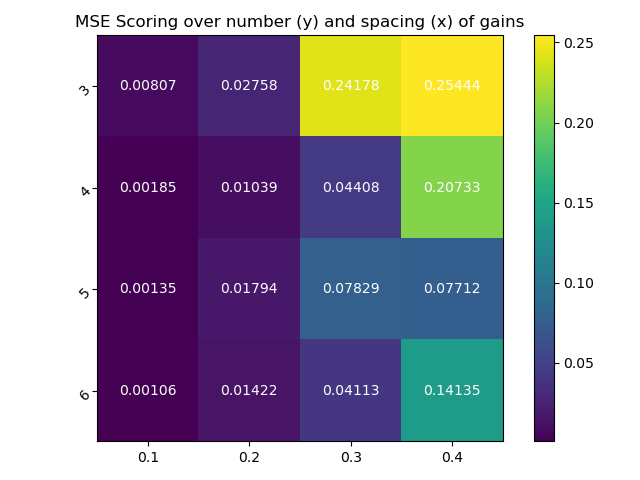 MSE Scoring over number (y) and spacing (x) of gains
3 0.00807 0.02758 0.24178 0.25444
4 0.00185 0.01039 0.04408 0.20733
5 0.00135 0.01794 0.07829 0.07712
6 0.00106 0.01422 0.04113 0.14135
0.1 0.2 0.3 0.4
0.25
0.20
0.15
0.10
0.05